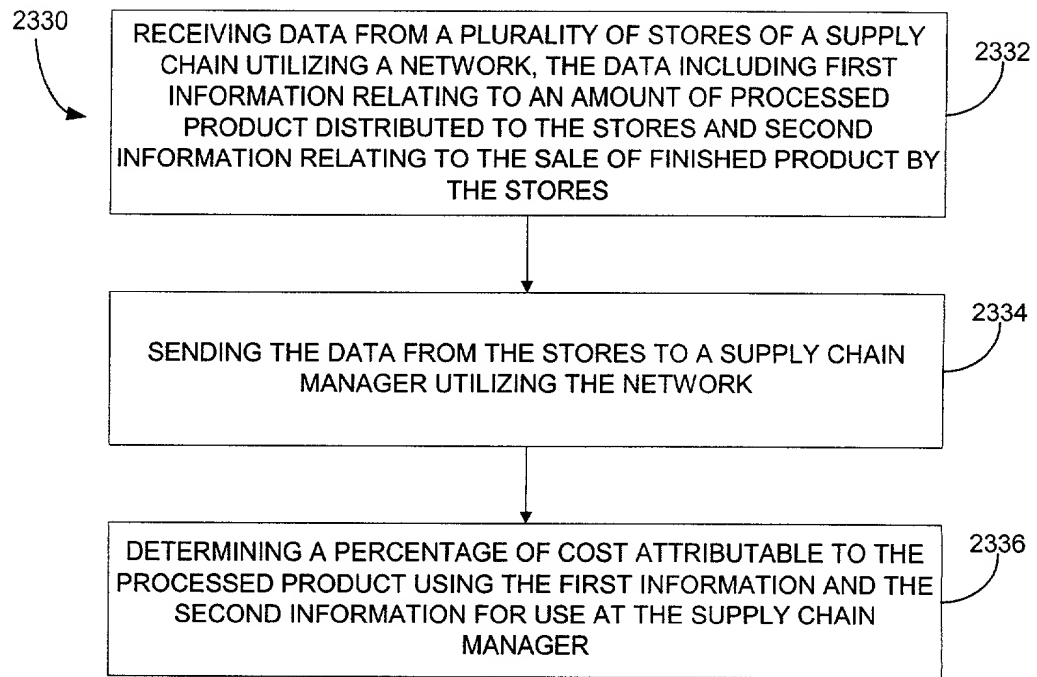 2330
RECEIVING DATA FROM A PLURALITY OF STORES OF A SUPPLY
CHAIN UTILIZING A NETWORK, THE DATA INCLUDING FIRST
INFORMATION RELATING TO AN AMOUNT OF PROCESSED
PRODUCT DISTRIBUTED TO THE STORES AND SECOND
INFORMATION RELATING TO THE SALE OF FINISHED PRODUCT BY
THE STORES
2332
SENDING THE DATA FROM THE STORES TO A SUPPLY CHAIN
MANAGER UTILIZING THE NETWORK
2334
DETERMINING A PERCENTAGE OF COST ATTRIBUTABLE TO THE
PROCESSED PRODUCT USING THE FIRST INFORMATION AND THE
SECOND INFORMATION FOR USE AT THE SUPPLY CHAIN
MANAGER
2336